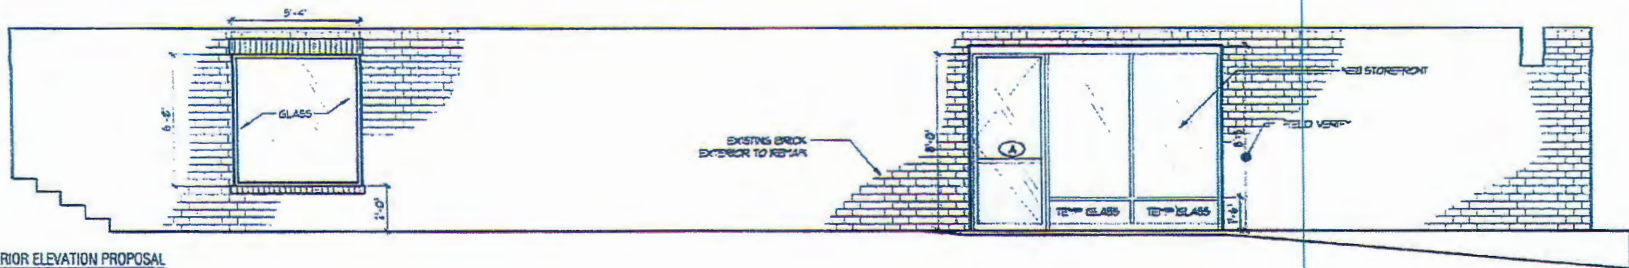 5'-4"
GLASS
2'-0"
EXISTING BRICK
EXTERIOR TO REMAIN
8'-0"
A
TEMP GLASS
TEMP GLASS
1'-6"
NEW STOREFRONT
FIELD VERIFY
RIOR ELEVATION PROPOSAL